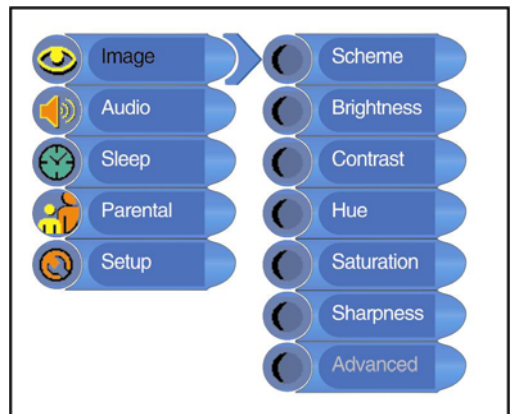 Image
Audio
Sleep
Parental
Setup
Scheme
Brightness
Contrast
Hue
Saturation
Sharpness
Advanced